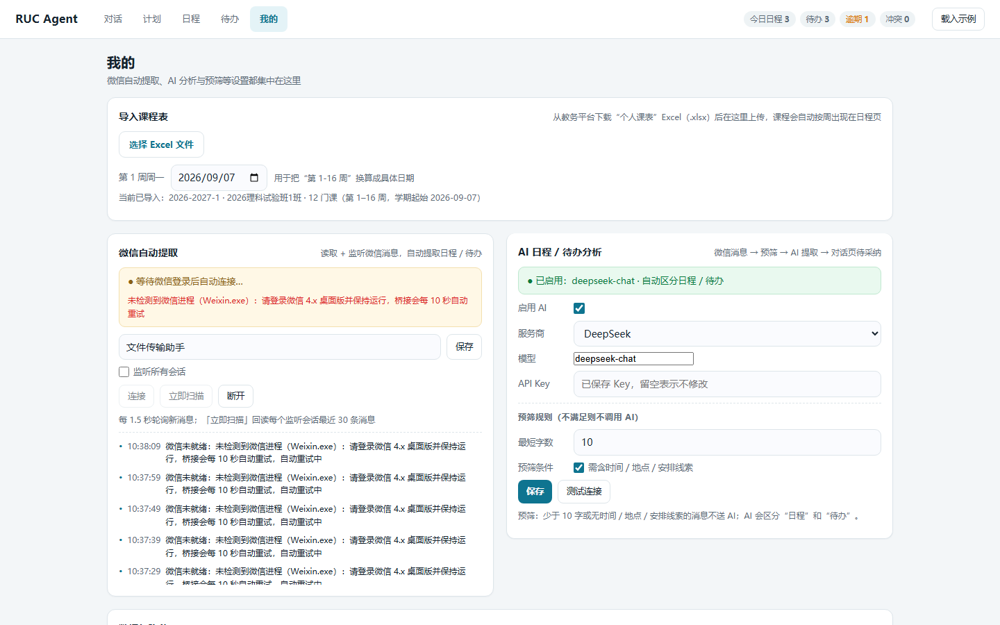 RUC Agent
对话
计划
日程
待办
我的
今日日程 3
待办 3
逾期 1
冲突 0
载入示例
我的
微信自动提取、AI 分析与预筛等设置都集中在这里
导入课程表
从教务平台下载“个人课表”Excel（.xlsx）后在这里上传，课程会自动按周出现在日程页
选择 Excel 文件
第 1 周周一
2026/09/07
用于把“第 1-16 周”换算成具体日期
当前已导入：2026-2027-1 · 2026理科试验班1班 · 12 门课（第 1–16 周，学期起始 2026-09-07）
微信自动提取
读取 + 监听微信消息，自动提取日程 / 待办
● 等待微信登录后自动连接...
未检测到微信进程（Weixin.exe）：请登录微信 4.x 桌面版并保持运行，桥接会每 10 秒自动
重试
文件传输助手
保存
监听所有会话
连接
立即扫描
断开
每 1.5 秒轮询新消息；「立即扫描」回读每个监听会话最近 30 条消息
• 10:38:09 微信未就绪：未检测到微信进程（Weixin.exe）：请登录微信 4.x 桌面版并保持运
行，桥接会每 10 秒自动重试，自动重试中
• 10:37:59 微信未就绪：未检测到微信进程（Weixin.exe）：请登录微信 4.x 桌面版并保持运
行，桥接会每 10 秒自动重试，自动重试中
• 10:37:49 微信未就绪：未检测到微信进程（Weixin.exe）：请登录微信 4.x 桌面版并保持运
行，桥接会每 10 秒自动重试，自动重试中
• 10:37:39 微信未就绪：未检测到微信进程（Weixin.exe）：请登录微信 4.x 桌面版并保持运
行，桥接会每 10 秒自动重试，自动重试中
• 10:37:29 微信未就绪：未检测到微信进程（Weixin.exe）：请登录微信 4.x 桌面版并保持运
行，桥接会每 10 秒自动重试，自动重试中
AI 日程 / 待办分析
微信消息 → 预筛 → AI 提取 → 对话页待采纳
● 已启用：deepseek-chat · 自动区分日程 / 待办
启用 AI
服务商
DeepSeek
模型
deepseek-chat
API Key
已保存 Key，留空表示不修改
预筛规则（不满足则不调用 AI）
最短字数
10
预筛条件
需含时间 / 地点 / 安排线索
保存
测试连接
预筛：少于 10 字或无时间 / 地点 / 安排线索的消息不送 AI；AI 会区分“日程”和“待办”。